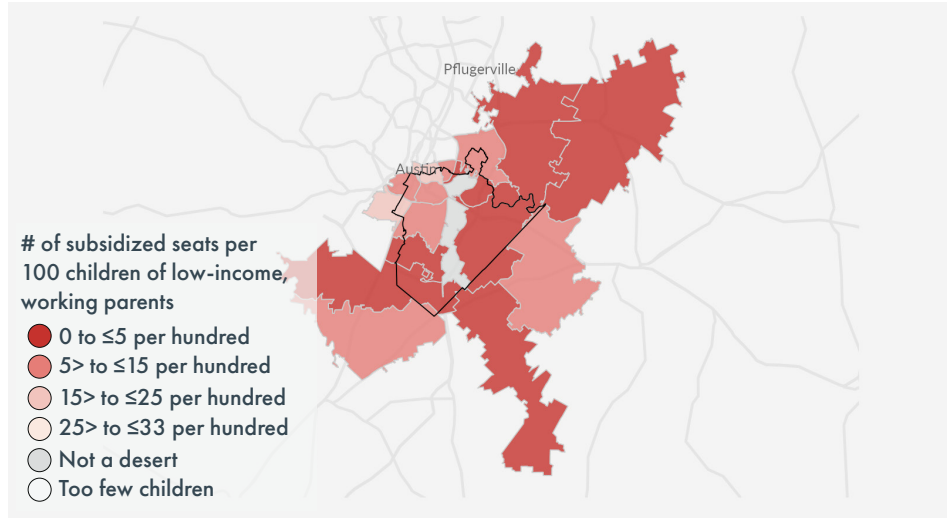 Pflugerville
Austin
# of subsidized seats per
100 children of low-income,
working parents
0 to ≤5 per hundred
5> to ≤15 per hundred
15> to ≤25 per hundred
25> to ≤33 per hundred
Not a desert
Too few children